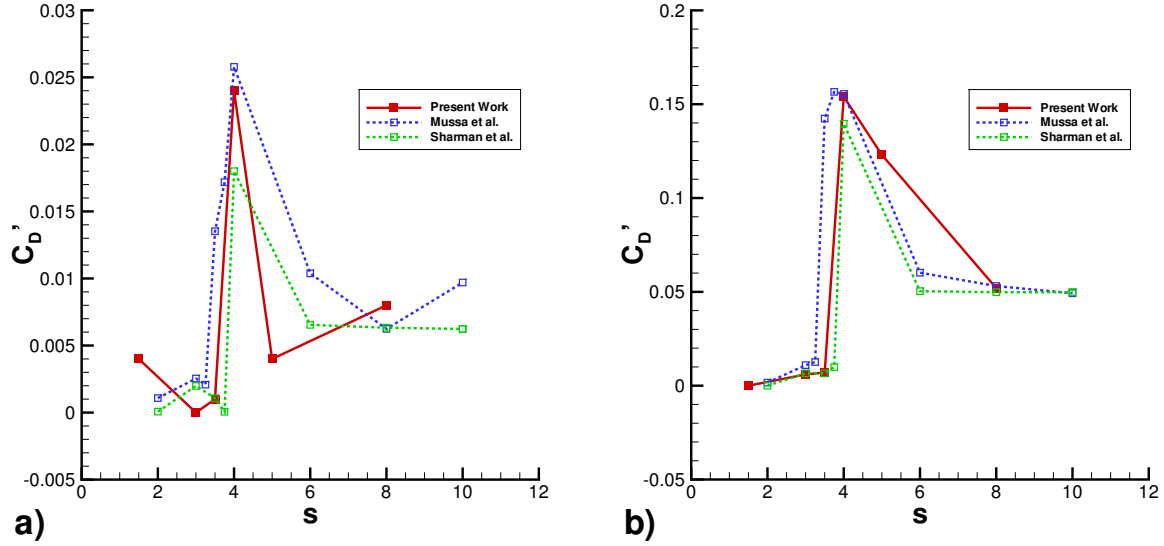 0.03
0.025
0.02
0.015
0.01
0.005
0
-0.005
C_D'
0 2 4 6 8 10 12
s
Present Work
Mussa et al.
Sharman et al.
a)
0.2
0.15
0.1
0.05
0
-0.05
C_D'
0 2 4 6 8 10 12
s
Present Work
Mussa et al.
Sharman et al.
b)